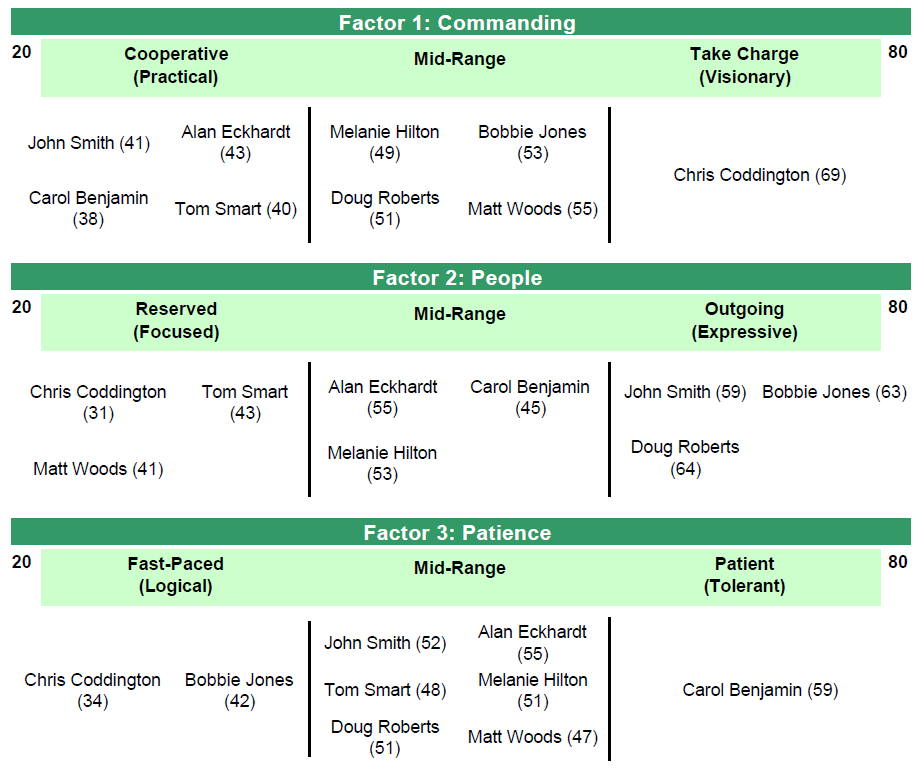 Factor 1: Commanding
20
Cooperative
(Practical)
Mid-Range
Take Charge
(Visionary)
80
John Smith (41)
Alan Eckhardt
(43)
Melanie Hilton
(49)
Bobbie Jones
(53)
Chris Coddington (69)
Carol Benjamin
(38)
Tom Smart (40)
Doug Roberts
(51)
Matt Woods (55)
Factor 2: People
20
Reserved
(Focused)
Mid-Range
Outgoing
(Expressive)
80
Chris Coddington
(31)
Tom Smart
(43)
Alan Eckhardt
(55)
Carol Benjamin
(45)
John Smith (59)
Bobbie Jones (63)
Matt Woods (41)
Melanie Hilton
(53)
Doug Roberts
(64)
Factor 3: Patience
20
Fast-Paced
(Logical)
Mid-Range
Patient
(Tolerant)
80
Chris Coddington
(34)
Bobbie Jones
(42)
John Smith (52)
Alan Eckhardt
(55)
Tom Smart (48)
Melanie Hilton
(51)
Doug Roberts
(51)
Matt Woods (47)
Carol Benjamin (59)